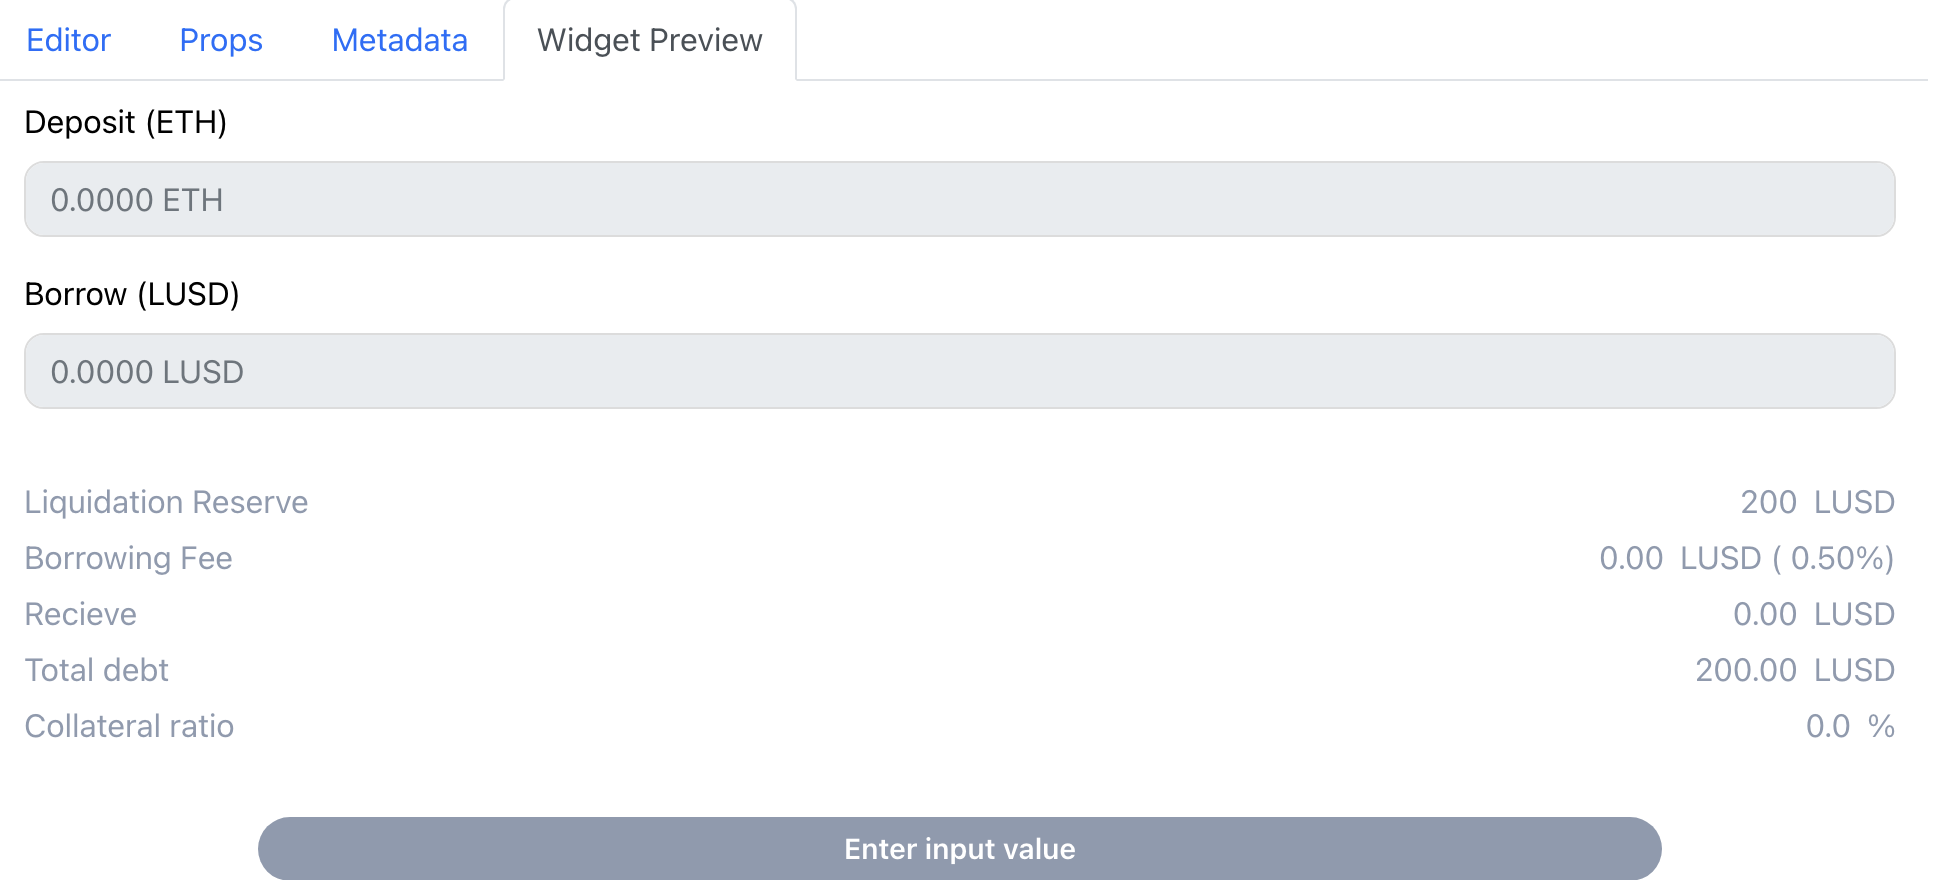 Editor Props Metadata Widget Preview
Deposit (ETH)
0.0000 ETH
Borrow (LUSD)
0.0000 LUSD
Liquidation Reserve 200 LUSD
Borrowing Fee 0.00 LUSD ( 0.50%)
Recieve 0.00 LUSD
Total debt 200.00 LUSD
Collateral ratio 0.0 %
Enter input value